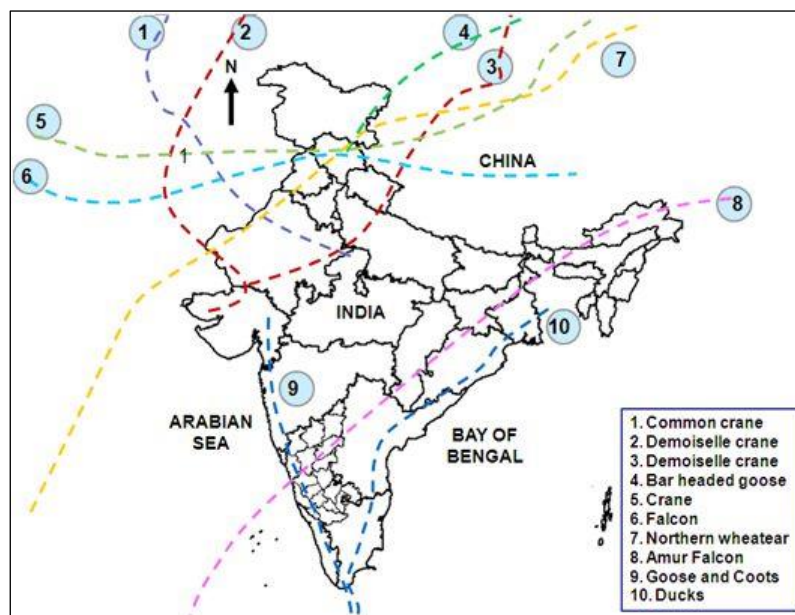 1
2
4
N
3
7
5
1
CHINA
6
8
INDIA
10
9
ARABIAN
SEA
BAY OF
BENGAL
1. Common crane
2. Demoiselle crane
3. Demoiselle crane
4. Bar headed goose
5. Crane
6. Falcon
7. Northern wheatear
8. Amur Falcon
9. Goose and Coots
10. Ducks